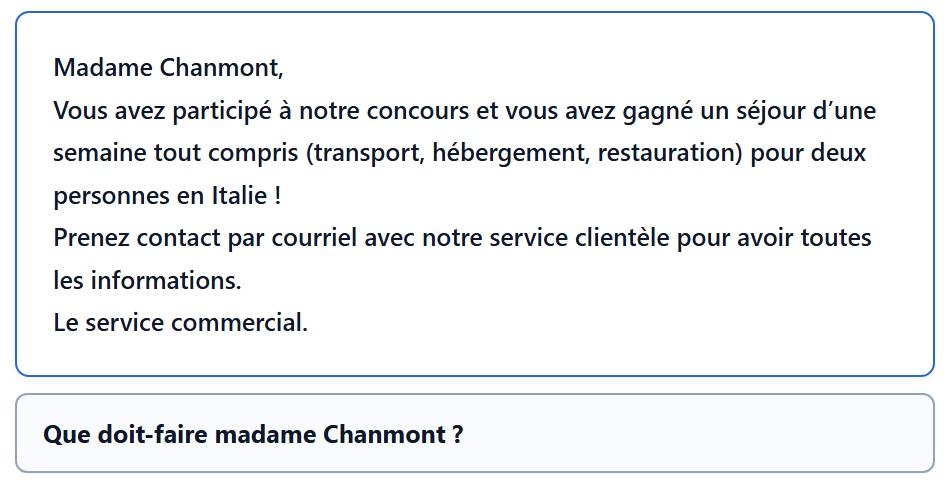 Madame Chanmont,
Vous avez participé à notre concours et vous avez gagné un séjour d’une
semaine tout compris (transport, hébergement, restauration) pour deux
personnes en Italie !
Prenez contact par courriel avec notre service clientèle pour avoir toutes
les informations.
Le service commercial.
Que doit-faire madame Chanmont ?